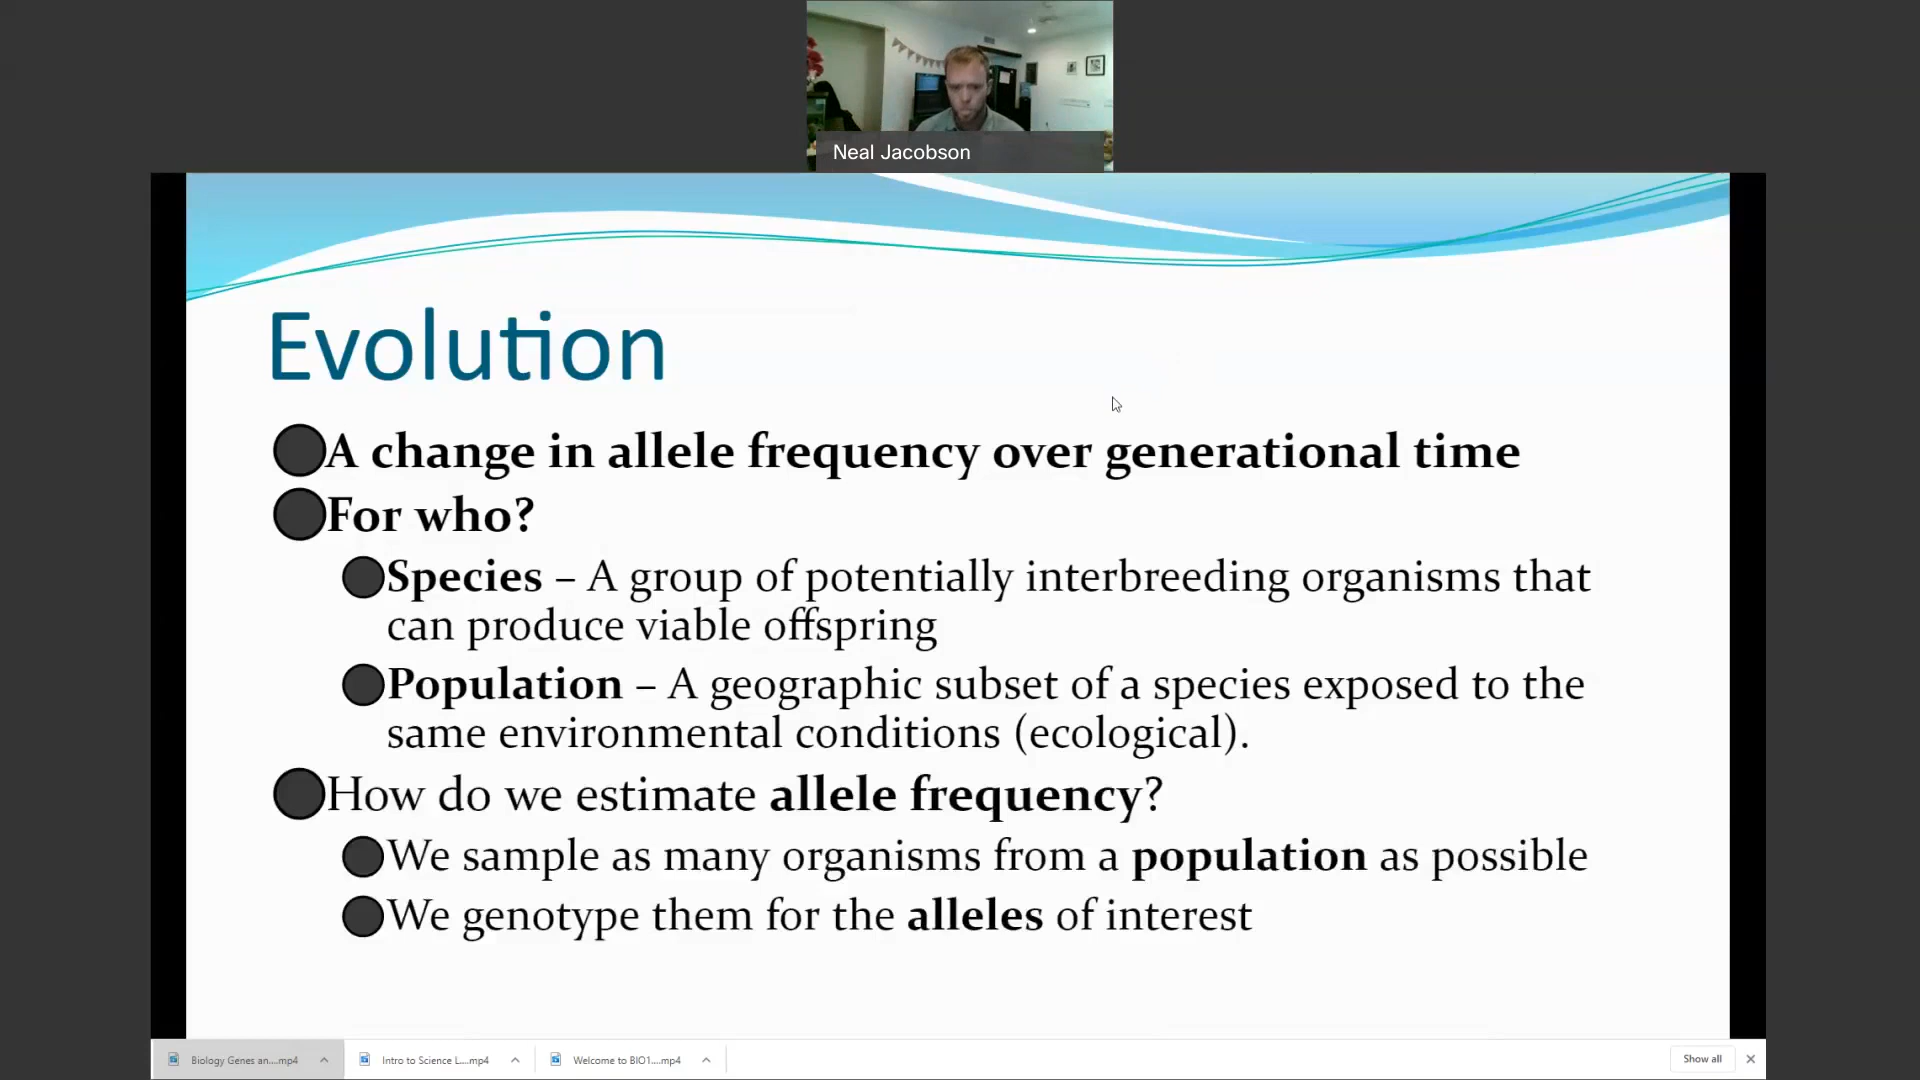 Neal Jacobson
Evolution
A change in allele frequency over generational time
For who?
Species – A group of potentially interbreeding organisms that
can produce viable offspring
Population – A geographic subset of a species exposed to the
same environmental conditions (ecological).
How do we estimate allele frequency?
We sample as many organisms from a population as possible
We genotype them for the alleles of interest
Biology Genes an....mp4
Intro to Science L....mp4
Welcome to BIO1....mp4
Show all